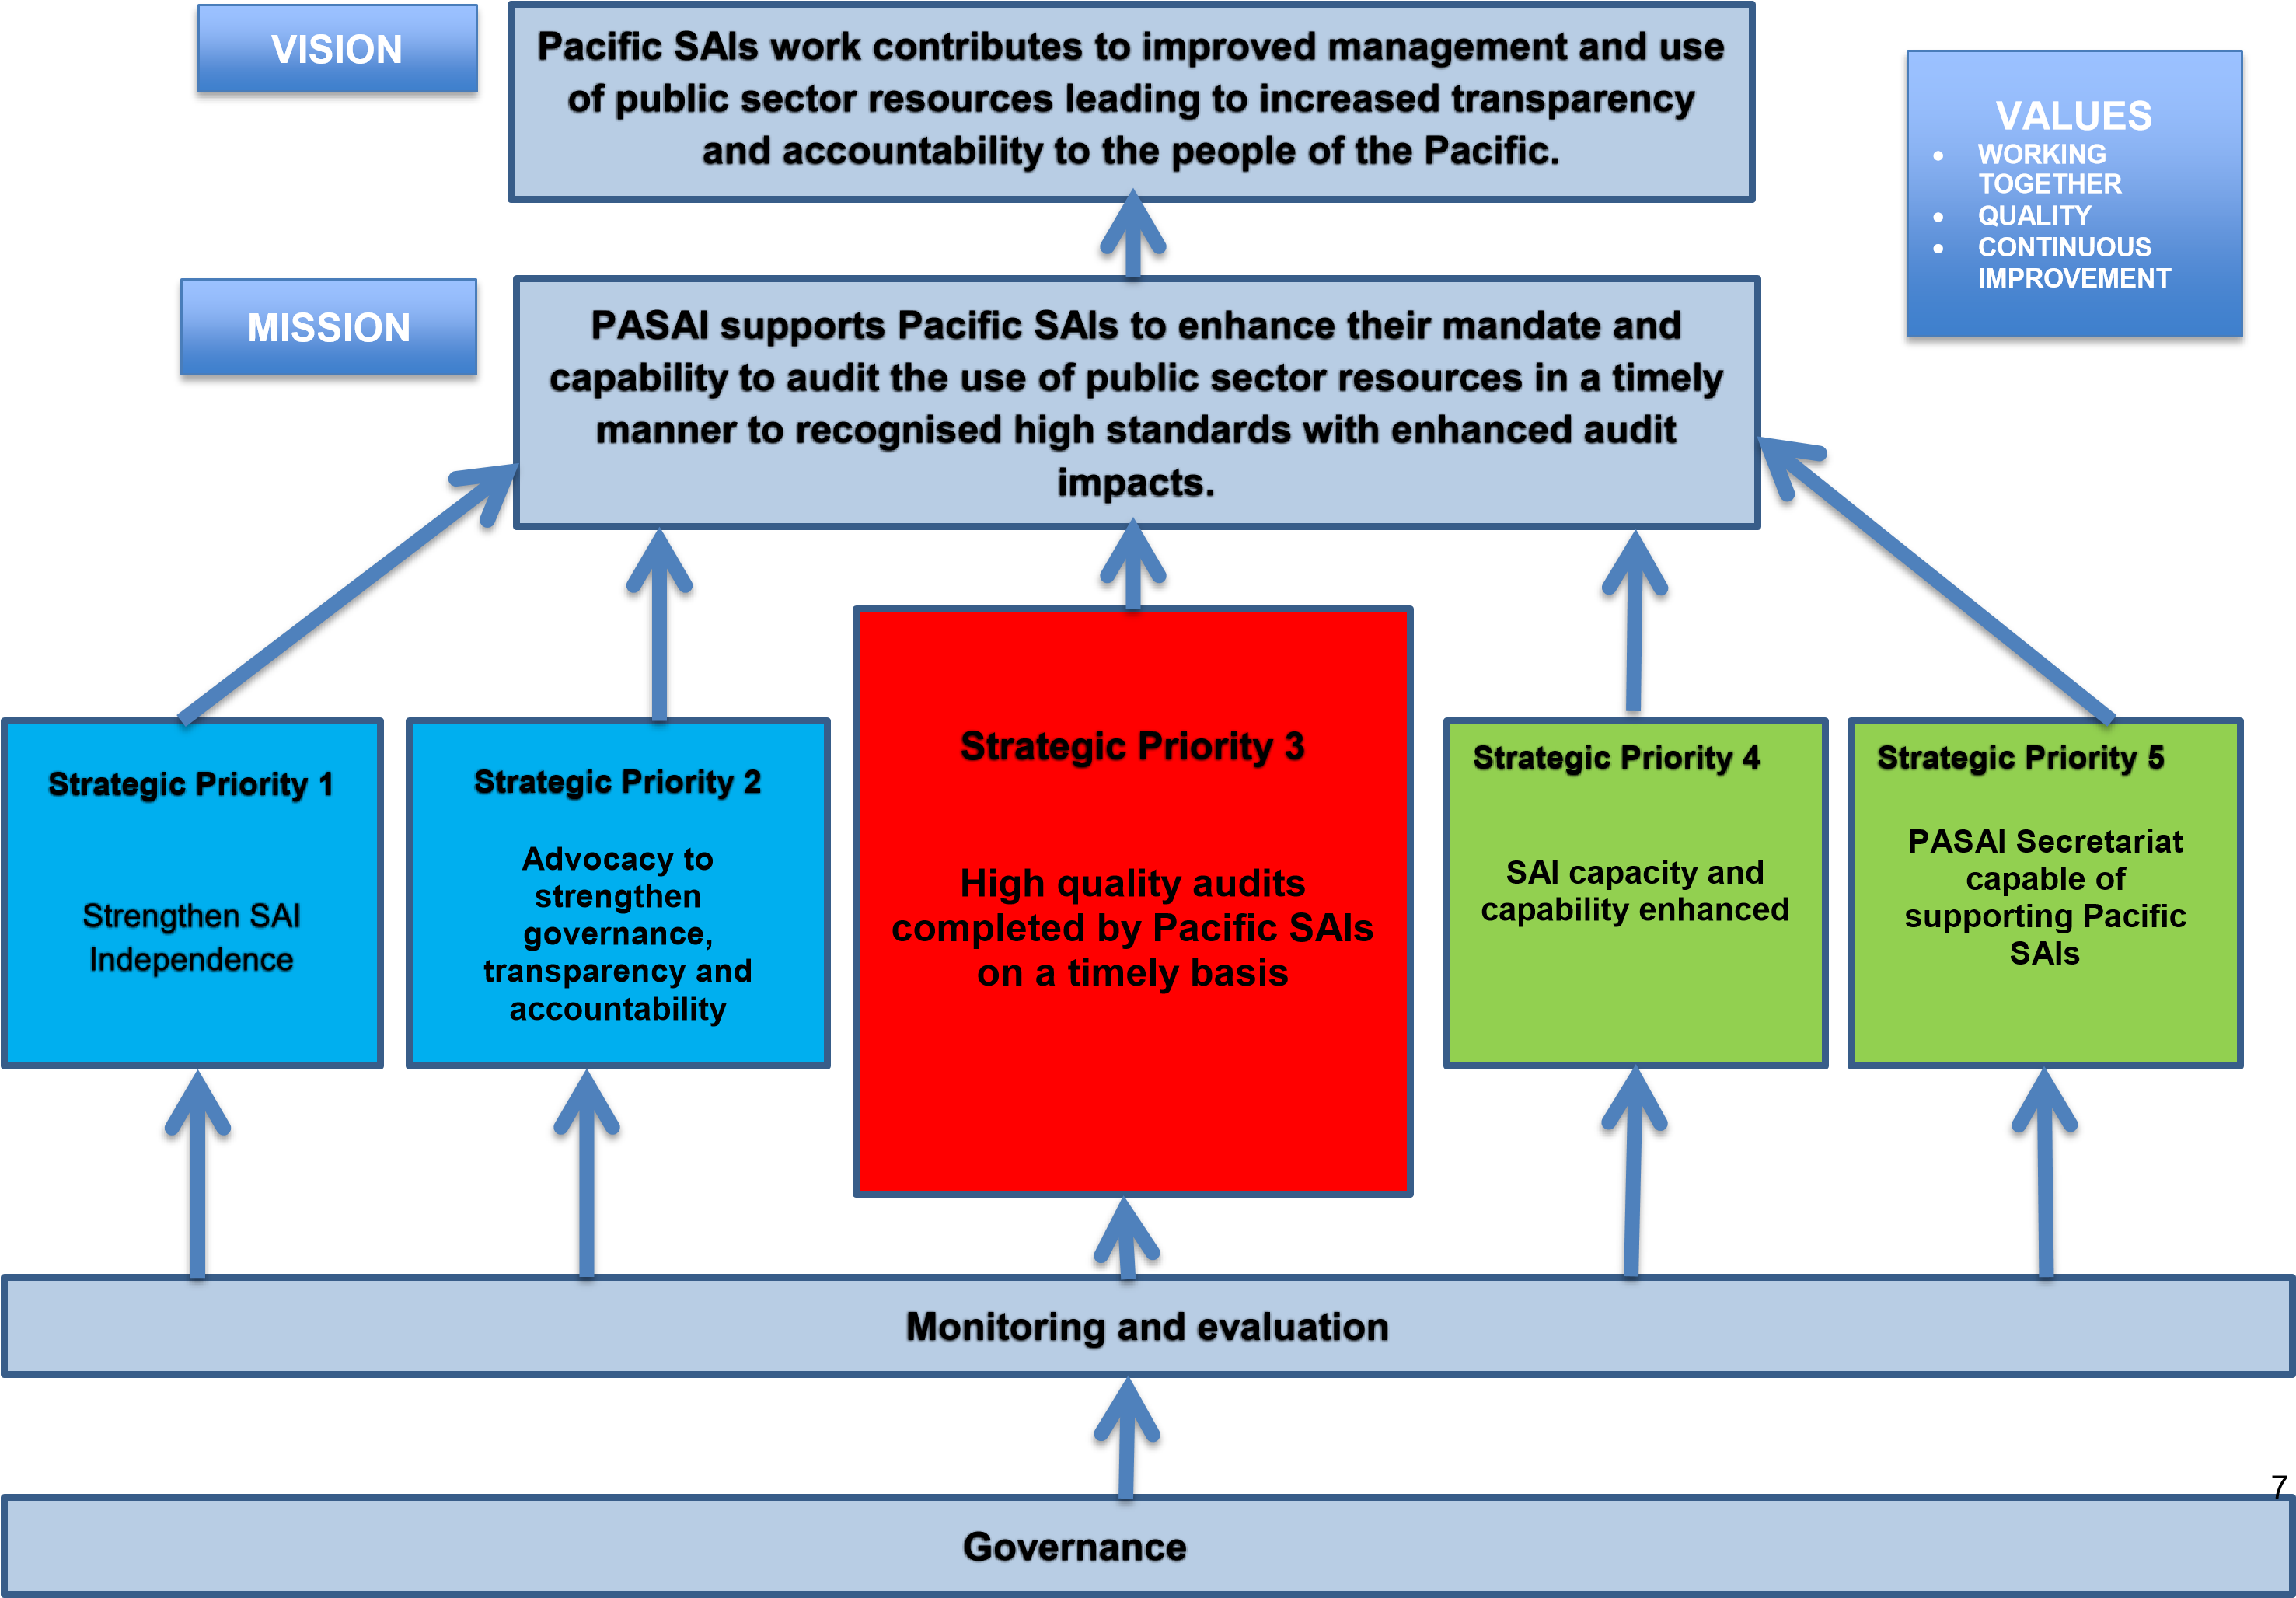 VISION
Pacific SAIs work contributes to improved management and use
of public sector resources leading to increased transparency
and accountability to the people of the Pacific.
VALUES
• WORKING
TOGETHER
• QUALITY
• CONTINUOUS
IMPROVEMENT
MISSION
PASAI supports Pacific SAIs to enhance their mandate and
capability to audit the use of public sector resources in a timely
manner to recognised high standards with enhanced audit
impacts.
Strategic Priority 1
Strengthen SAI
Independence
Strategic Priority 2
Advocacy to
strengthen
governance,
transparency and
accountability
Strategic Priority 3
High quality audits
completed by Pacific SAIs
on a timely basis
Strategic Priority 4
SAI capacity and
capability enhanced
Strategic Priority 5
PASAI Secretariat
capable of
supporting Pacific
SAIs
Monitoring and evaluation
7
Governance